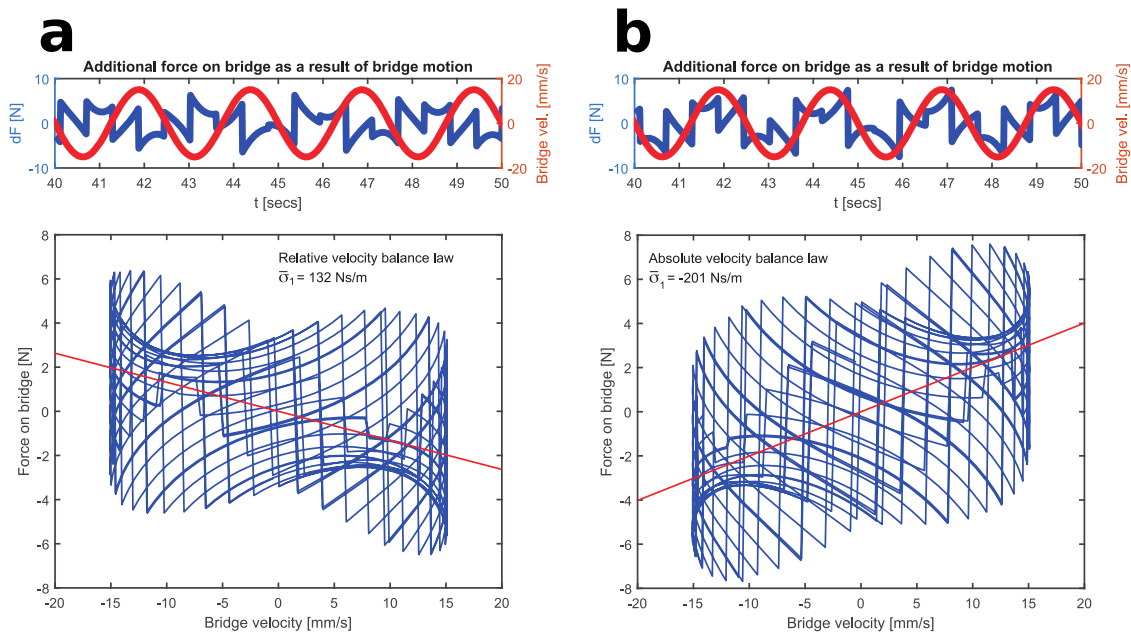 a
Additional force on bridge as a result of bridge motion
10
0
-10
dF [N]
20
0
-20
Bridge vel. [mm/s]
40 41 42 43 44 45 46 47 48 49 50
t [secs]
Relative velocity balance law
σ̅1 = 132 Ns/m
8
6
4
2
0
-2
-4
-6
-8
Force on bridge [N]
-20 -15 -10 -5 0 5 10 15 20
Bridge velocity [mm/s]
b
Additional force on bridge as a result of bridge motion
10
0
-10
dF [N]
20
0
-20
Bridge vel. [mm/s]
40 41 42 43 44 45 46 47 48 49 50
t [secs]
Absolute velocity balance law
σ̅1 = -201 Ns/m
8
6
4
2
0
-2
-4
-6
-8
Force on bridge [N]
-20 -15 -10 -5 0 5 10 15 20
Bridge velocity [mm/s]